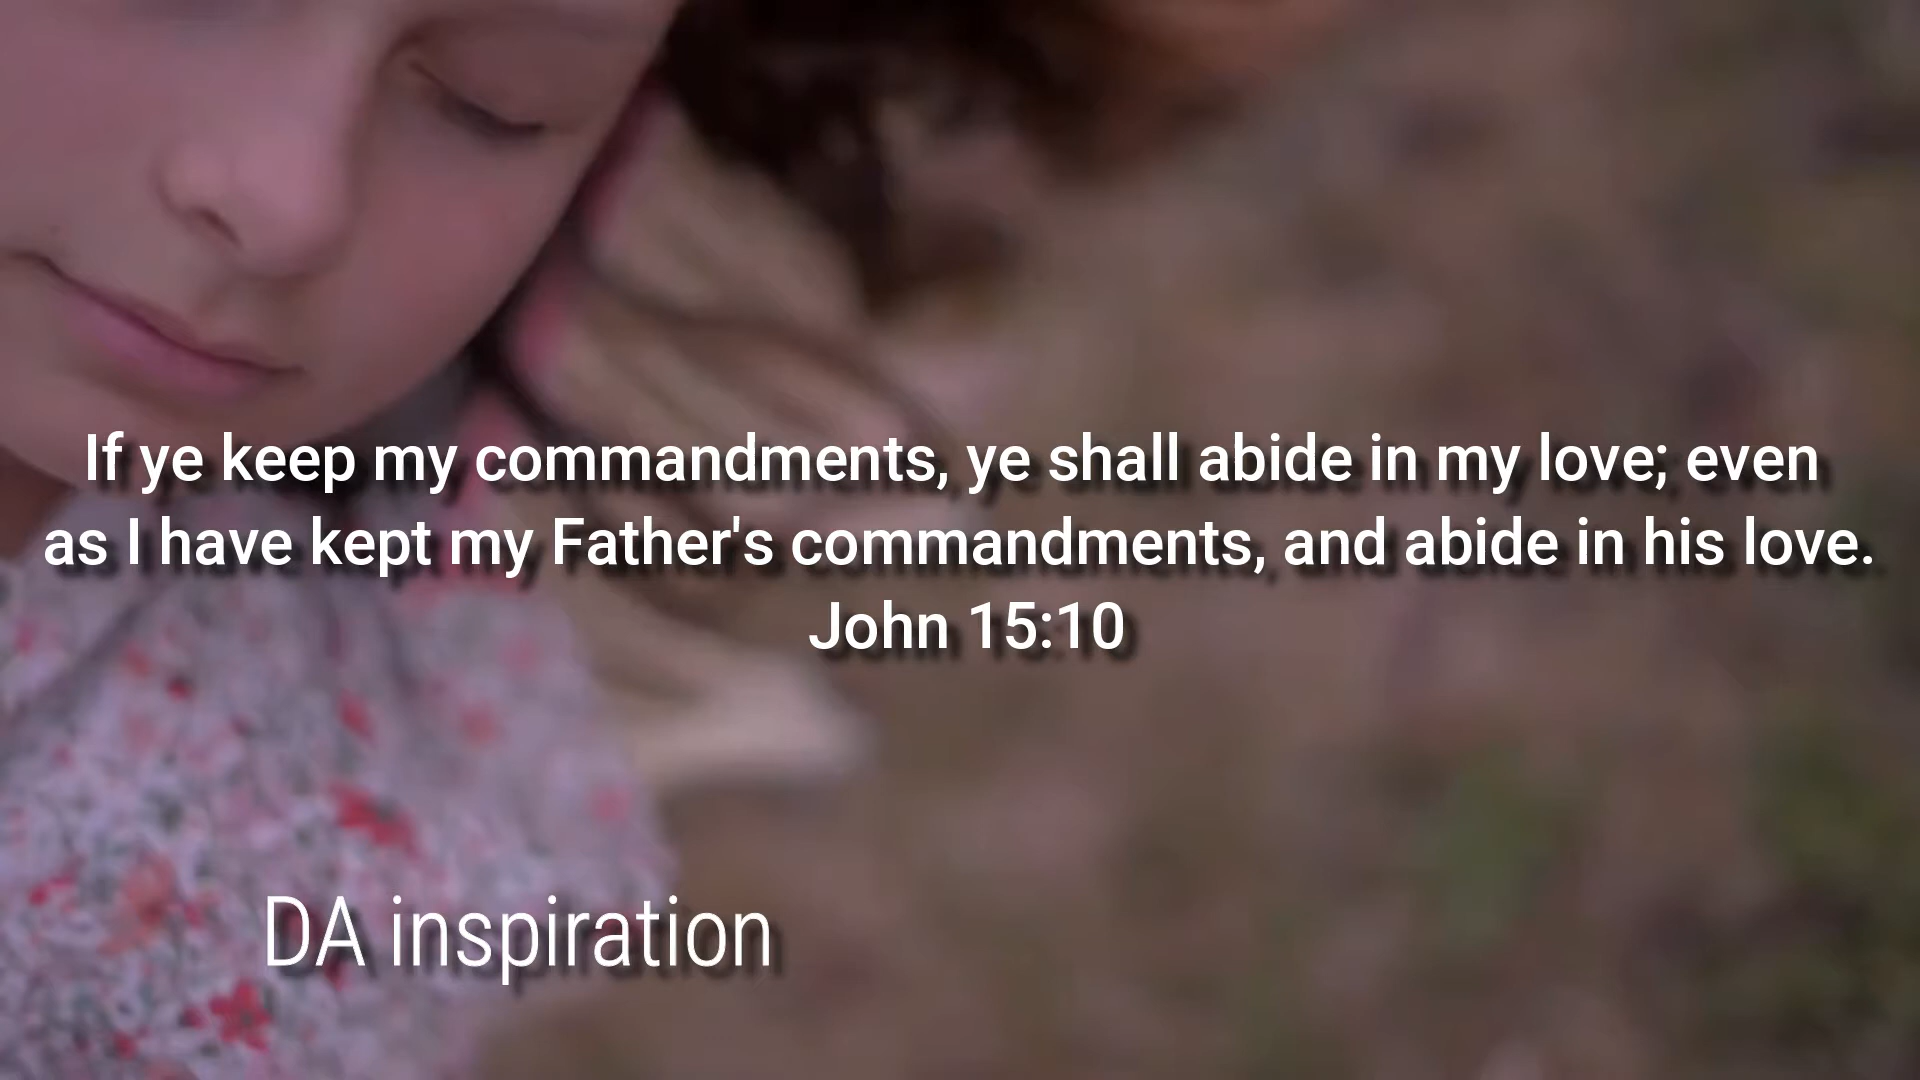 If ye keep my commandments, ye shall abide in my love; even
as I have kept my Father's commandments, and abide in his love.
John 15:10
DA inspiration